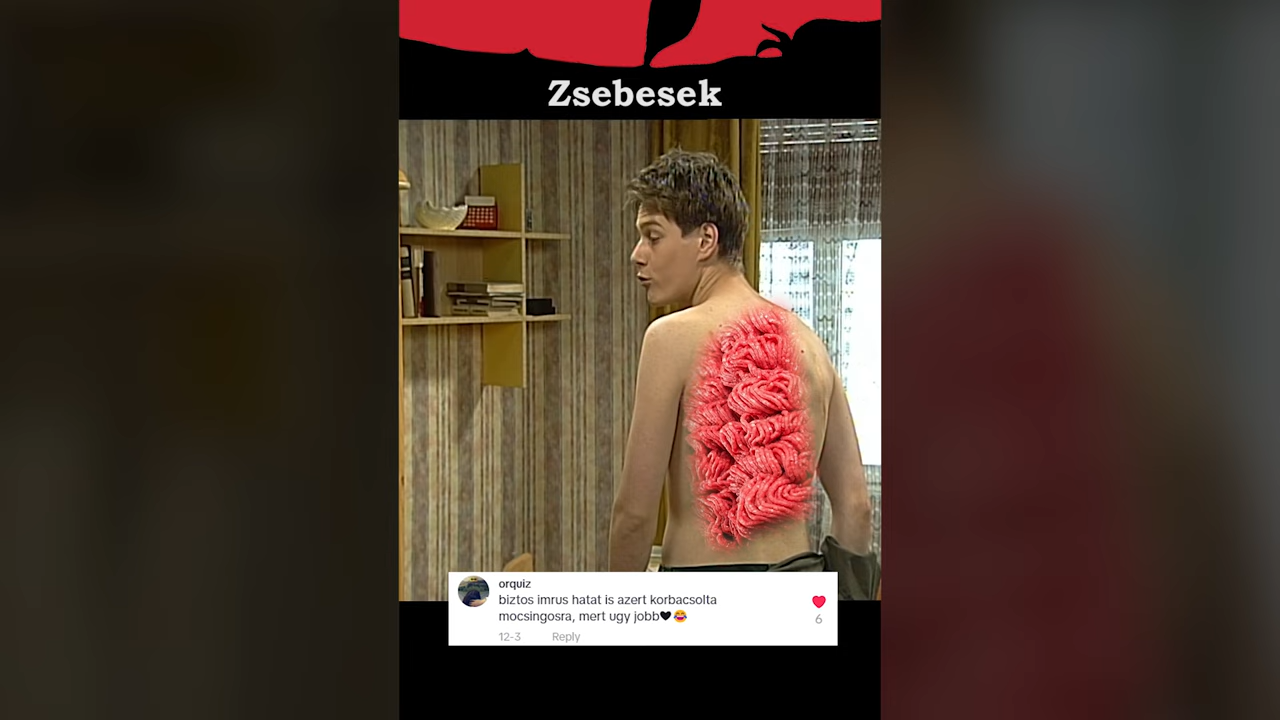 Zsebesek
orquiz
biztos imrus hatat is azert korbacsolta
mocsingosra, mert ugy jobb🖤😂
6
12-3 Reply